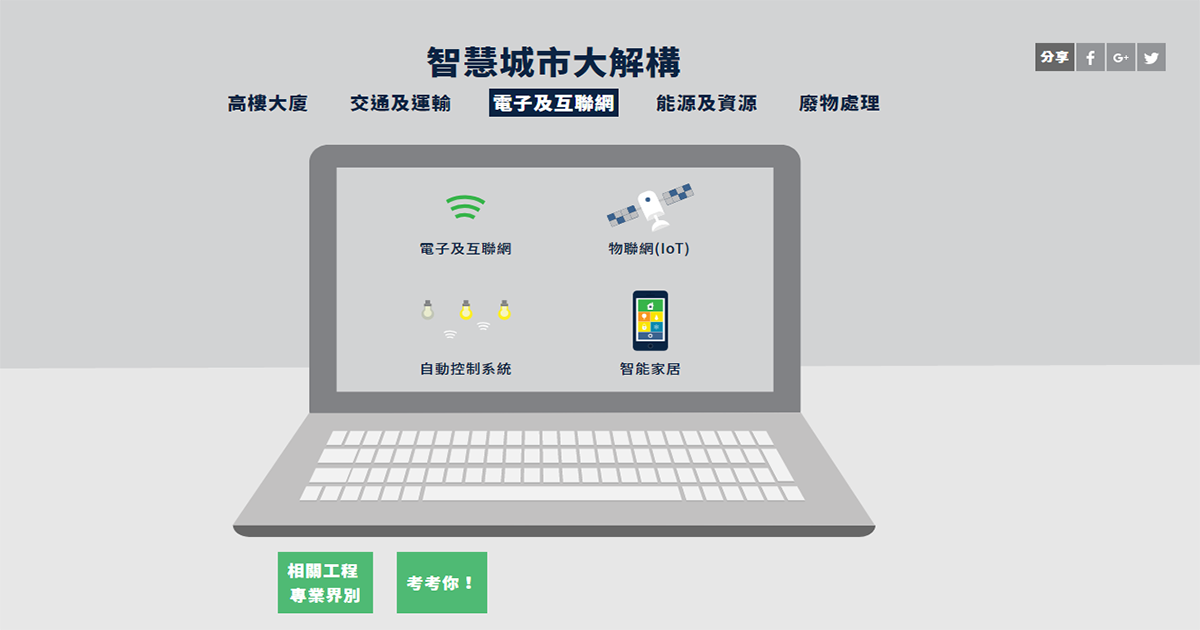 智慧城市大解構
分享
G+
高樓大廈 交通及運輸 電子及互聯網 能源及資源 廢物處理
電子及互聯網 物聯網(IoT)
自動控制系統 智能家居
相關工程
專業界別
考考你！